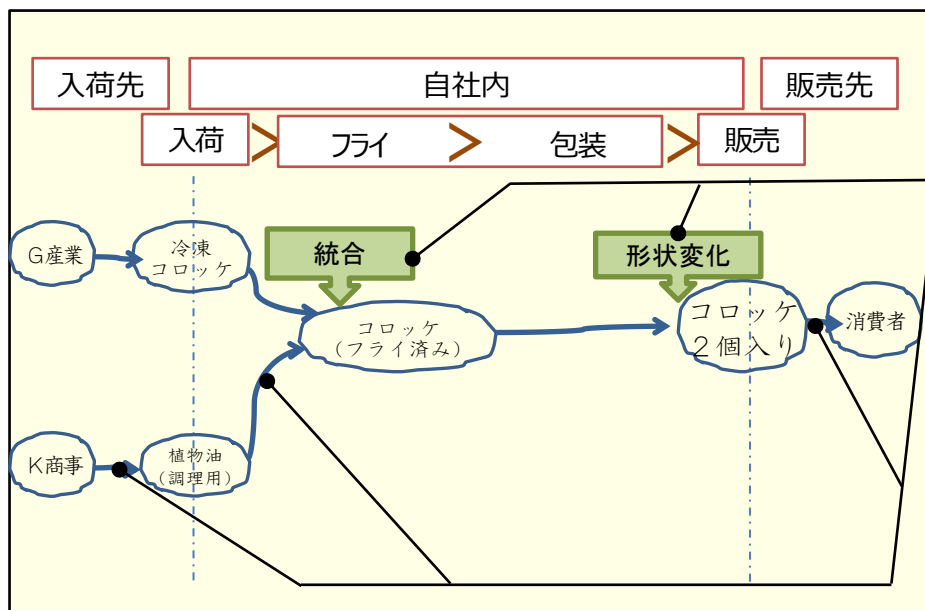 入荷先
自社内
販売先
入荷
フライ
包装
販売
G産業
冷凍
コロッケ
統合
形状変化
コロッケ
(フライ済み)
コロッケ
2個入り
消費者
K商事
植物油
(調理用)